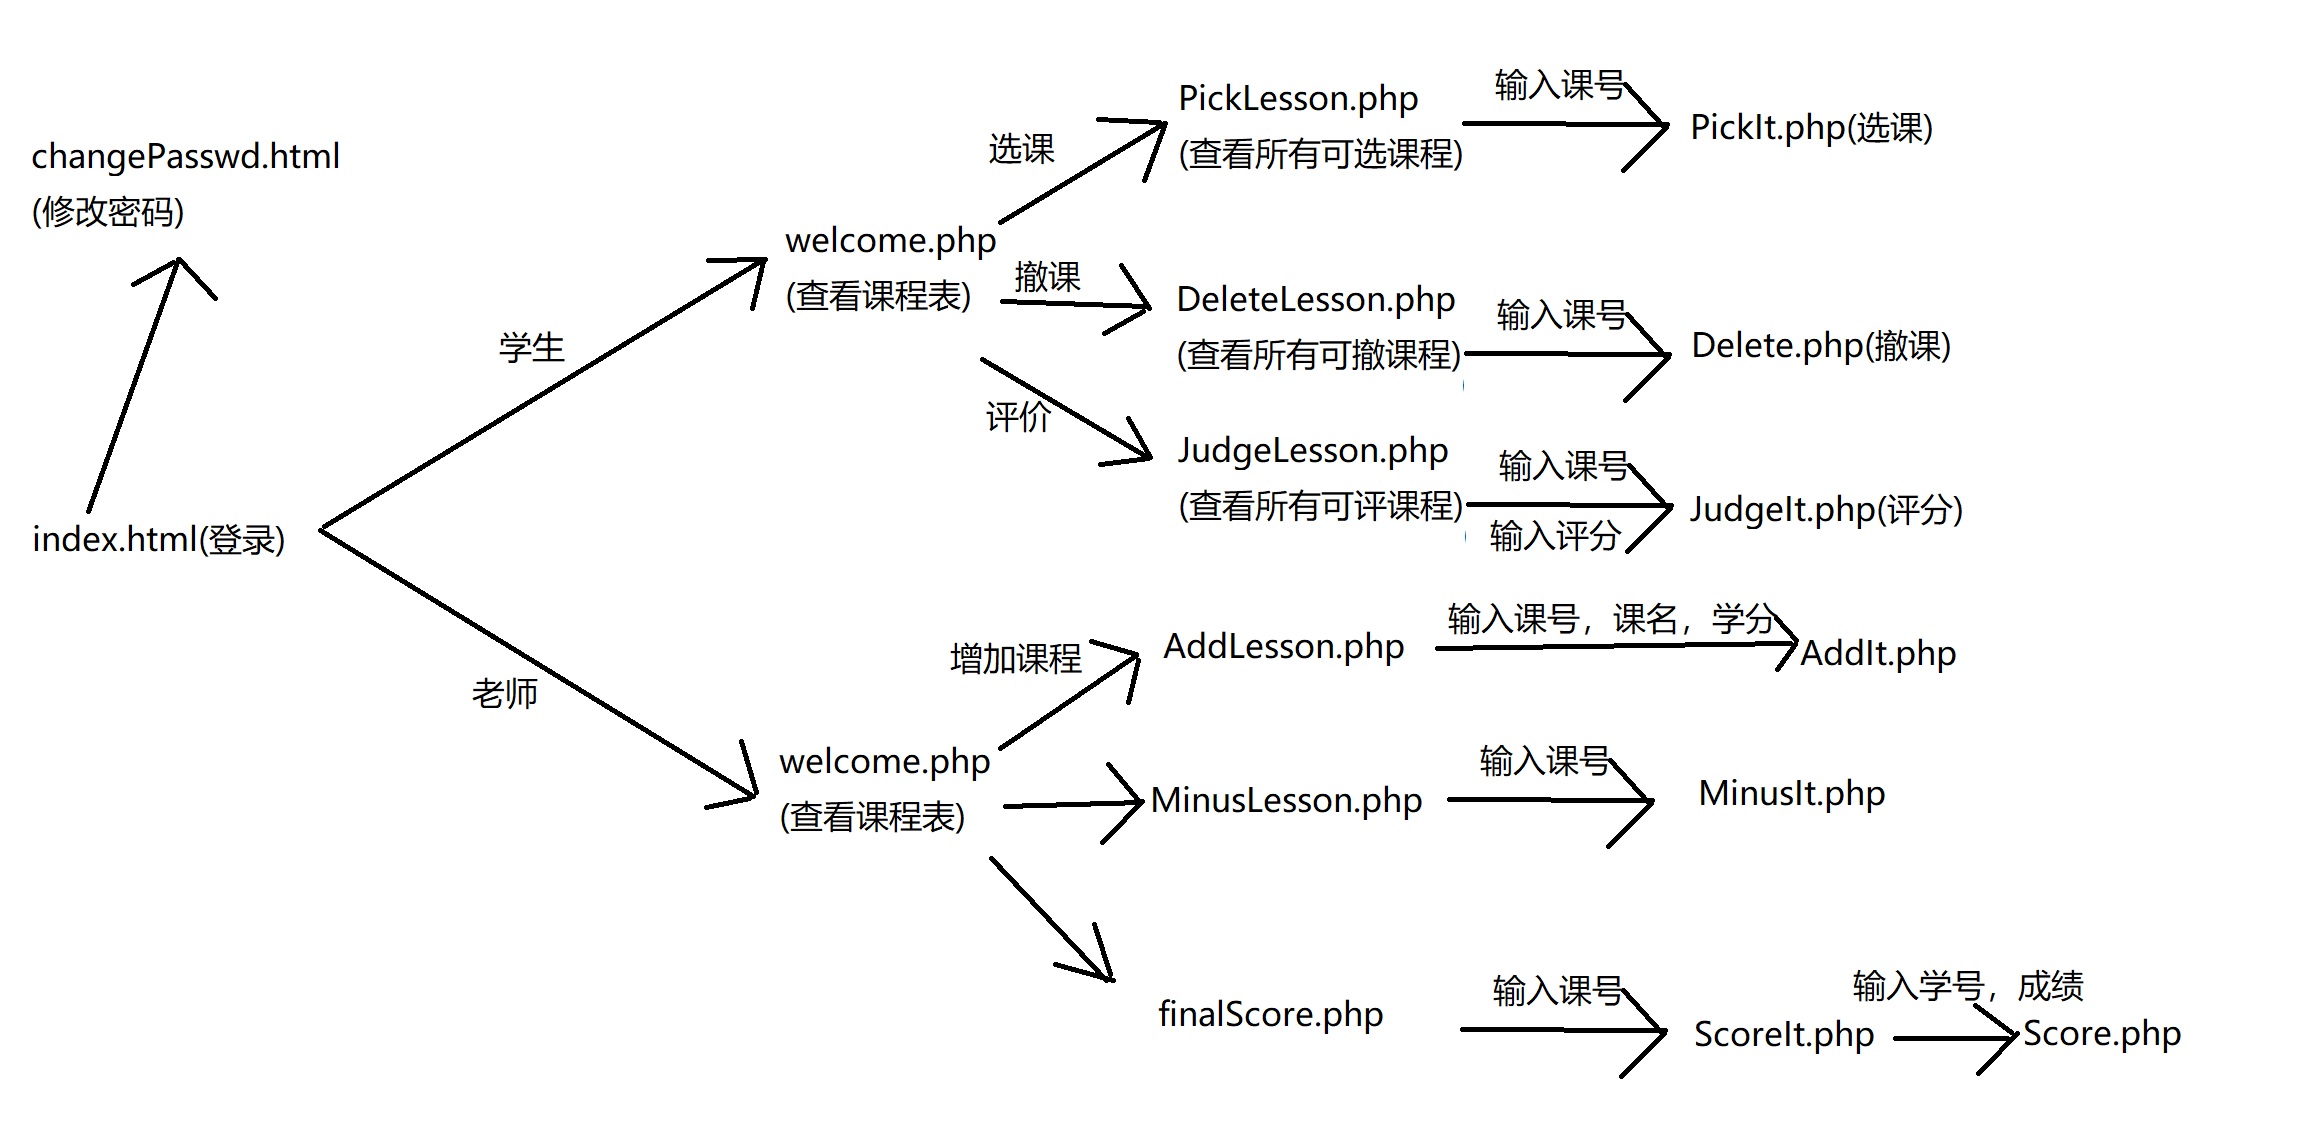 changePasswd.html
(修改密码)
index.html(登录)
学生
老师
welcome.php
(查看课程表)
选课
撤课
评价
PickLesson.php
(查看所有可选课程)
输入课号
PickIt.php(选课)
DeleteLesson.php
(查看所有可撤课程)
输入课号
Delete.php(撤课)
JudgeLesson.php
(查看所有可评课程)
输入课号
输入评分
JudgeIt.php(评分)
welcome.php
(查看课程表)
增加课程
AddLesson.php
输入课号，课名，学分
AddIt.php
MinusLesson.php
输入课号
MinusIt.php
finalScore.php
输入课号
ScoreIt.php
输入学号，成绩
Score.php